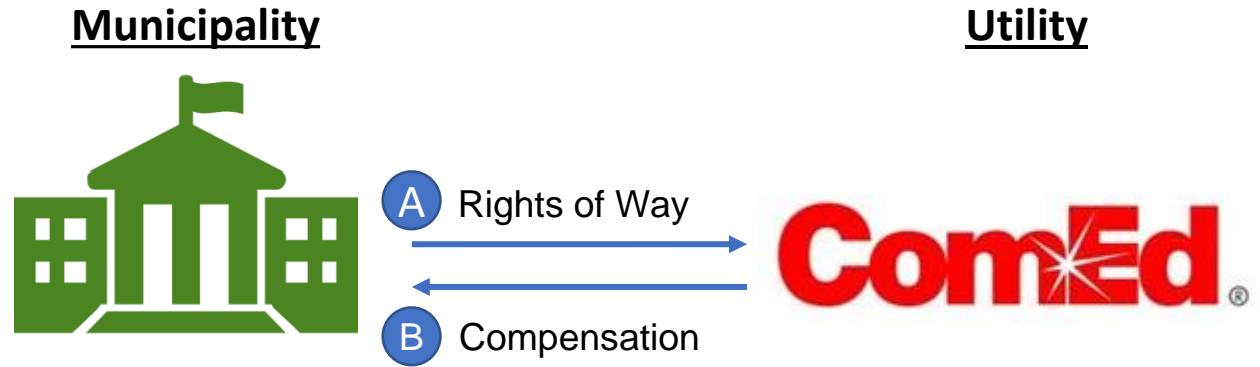 Municipality
Utility
A Rights of Way
ComEd®
B Compensation